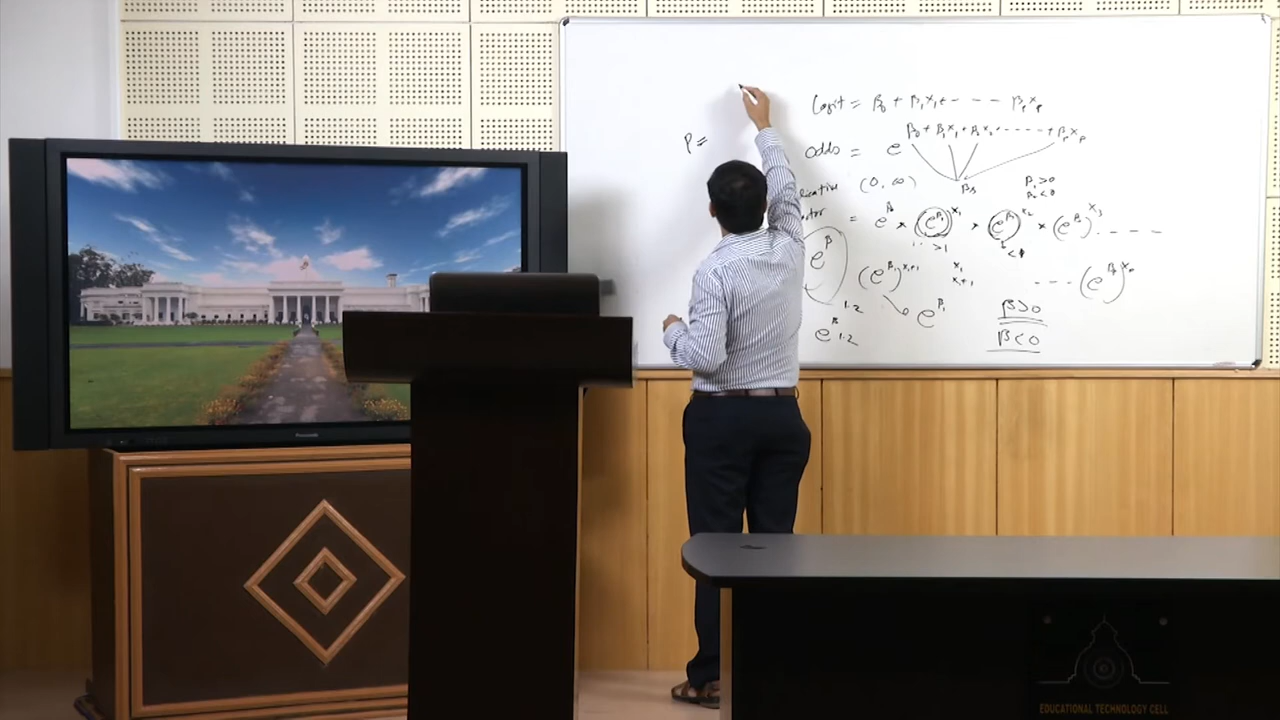 Logit = β₀ + β₁x₁ + - - - βₚxₚ
P =
odds = e^(β₀ + β₁x₁ + β₂x₂ + ----- + βₚxₚ)
(0, ∞)
β₁ > 0
β₂ < 0
= e^β₀ × (e^β₁)^x₁ × (e^β₂)^x₂ × (e^β₃)^x₃ - - - -
>1
e^β
(e^β₁)^(x₁+1)
x₁
x₁+1
- - - (e^βₚ)^xₚ
1.2
e^β₁
β>0
e^β 1.2
β<0
Panasonic
EDUCATIONAL TECHNOLOGY CELL